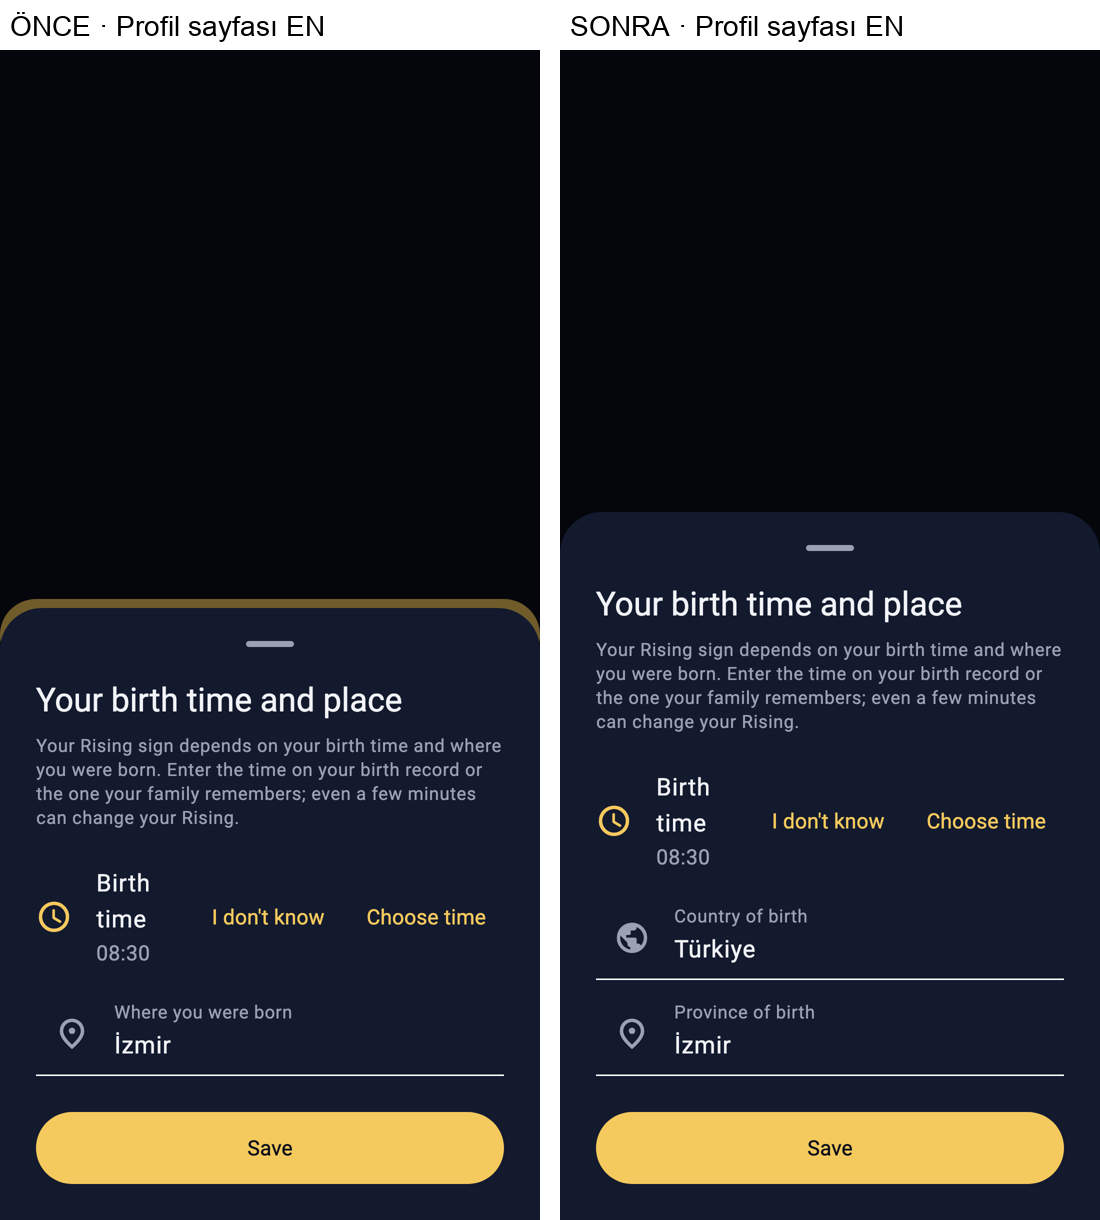 ÖNCE · Profil sayfası EN
Your birth time and place
Your Rising sign depends on your birth time and where
you were born. Enter the time on your birth record or
the one your family remembers; even a few minutes
can change your Rising.
Birth
time
08:30
I don't know
Choose time
Where you were born
İzmir
Save
SONRA · Profil sayfası EN
Your birth time and place
Your Rising sign depends on your birth time and where
you were born. Enter the time on your birth record or
the one your family remembers; even a few minutes
can change your Rising.
Birth
time
08:30
I don't know
Choose time
Country of birth
Türkiye
Province of birth
İzmir
Save